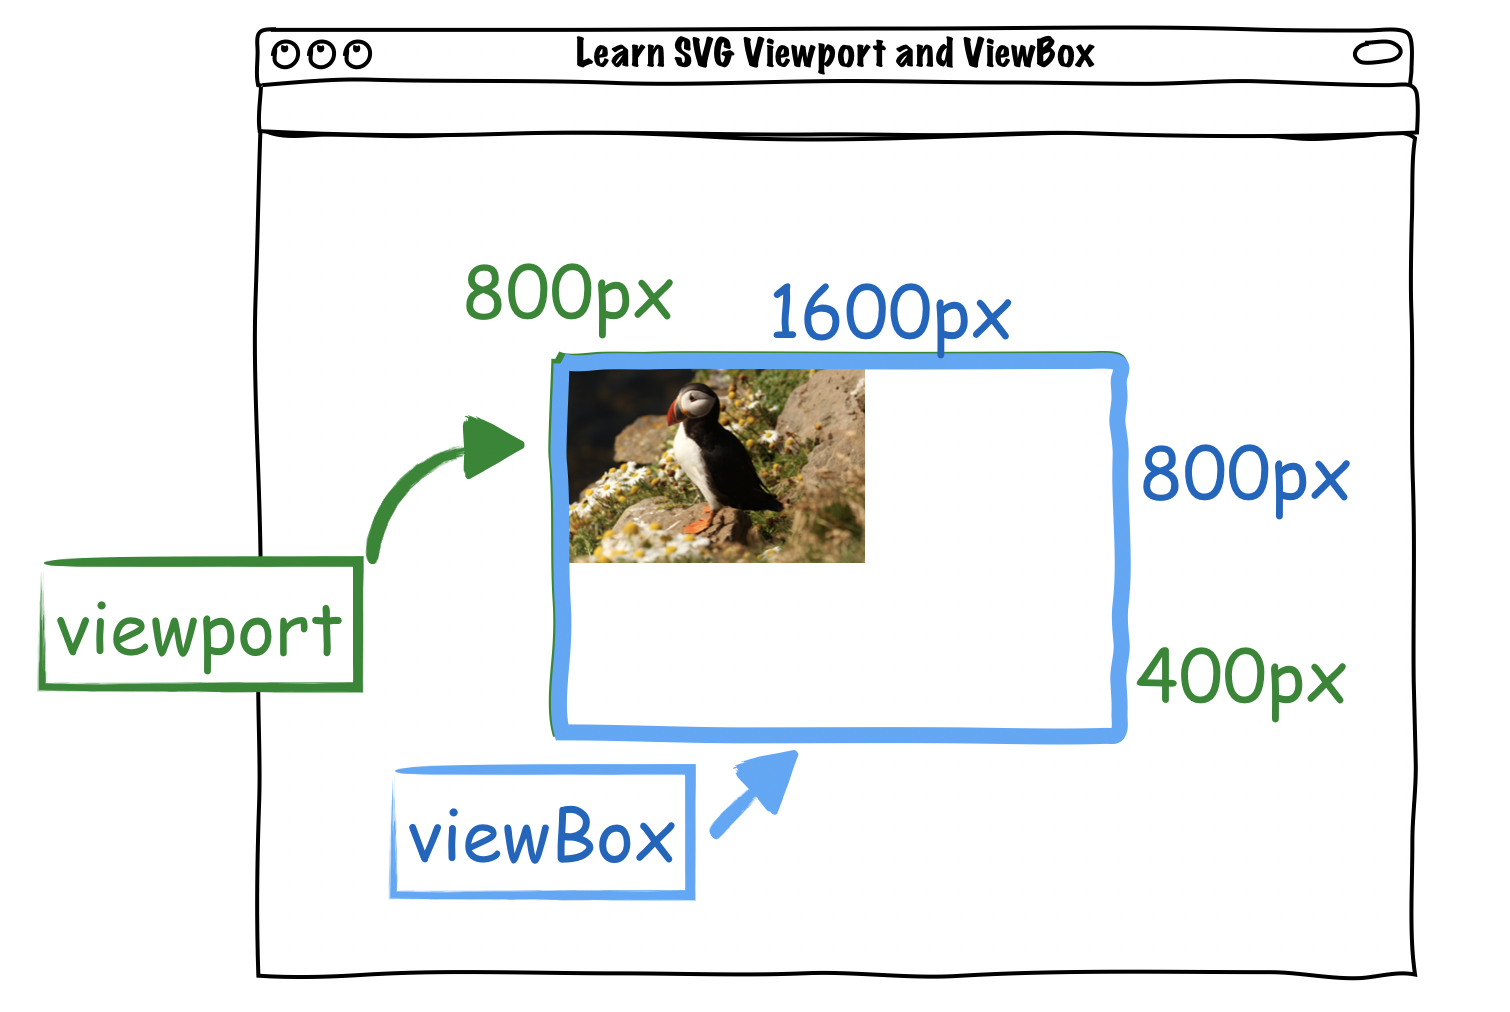 Learn SVG Viewport and ViewBox
800px
1600px
800px
viewport
400px
viewBox